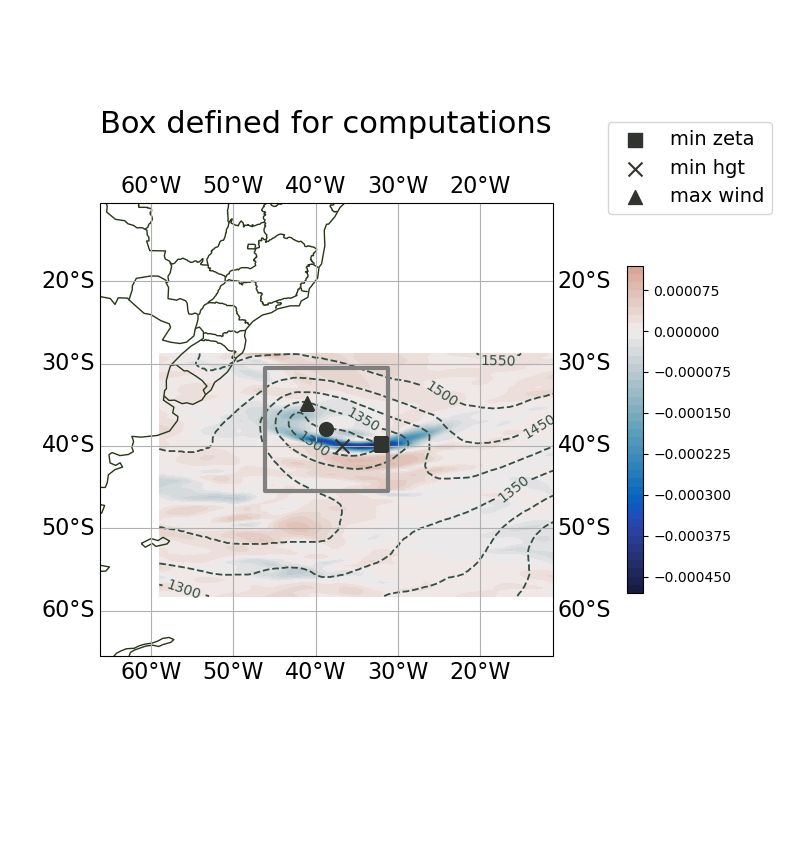 Box defined for computations
min zeta
min hgt
max wind
60°W 50°W 40°W 30°W 20°W
20°S 20°S
30°S 30°S
40°S 40°S
50°S 50°S
60°S 60°S
60°W 50°W 40°W 30°W 20°W
1550
1500
1450
1350
1350
1300
1300
0.000075
0.000000
−0.000075
−0.000150
−0.000225
−0.000300
−0.000375
−0.000450